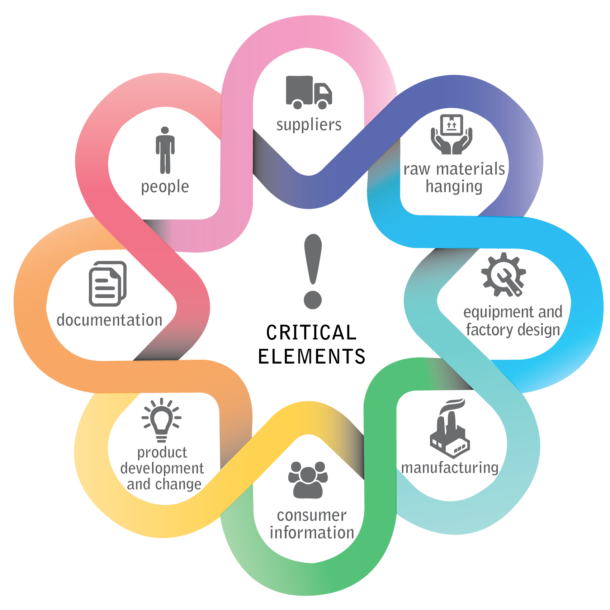 suppliers
raw materials
hanging
equipment and
factory design
manufacturing
consumer
information
product
development
and change
documentation
people
CRITICAL
ELEMENTS